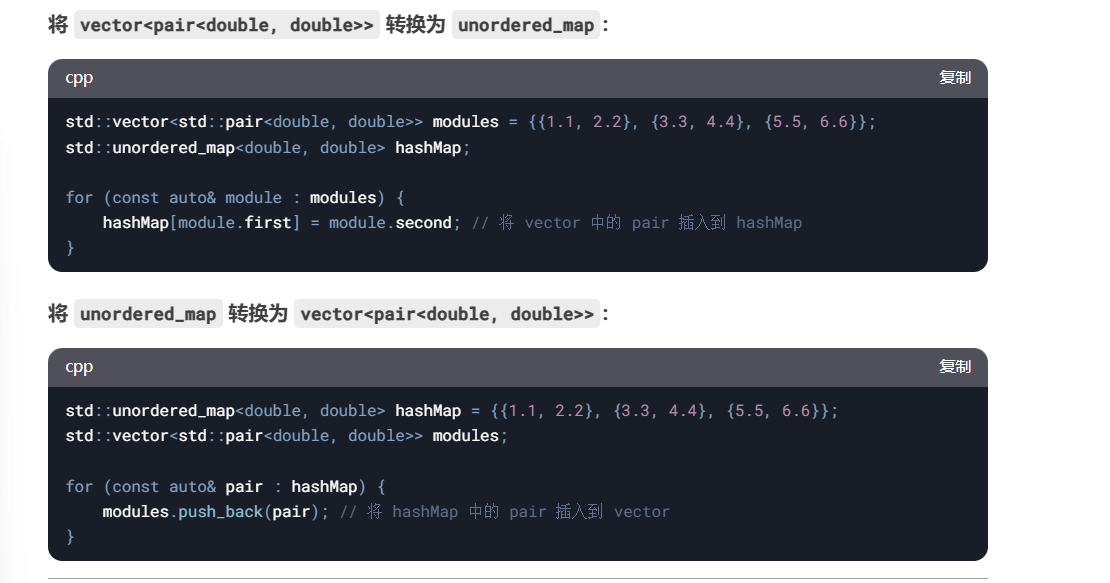 将 vector<pair<double, double>> 转换为 unordered_map：
cpp 复制
std::vector<std::pair<double, double>> modules = {{1.1, 2.2}, {3.3, 4.4}, {5.5, 6.6}};
std::unordered_map<double, double> hashMap;
for (const auto& module : modules) {
    hashMap[module.first] = module.second; // 将 vector 中的 pair 插入到 hashMap
}
将 unordered_map 转换为 vector<pair<double, double>>：
cpp 复制
std::unordered_map<double, double> hashMap = {{1.1, 2.2}, {3.3, 4.4}, {5.5, 6.6}};
std::vector<std::pair<double, double>> modules;
for (const auto& pair : hashMap) {
    modules.push_back(pair); // 将 hashMap 中的 pair 插入到 vector
}